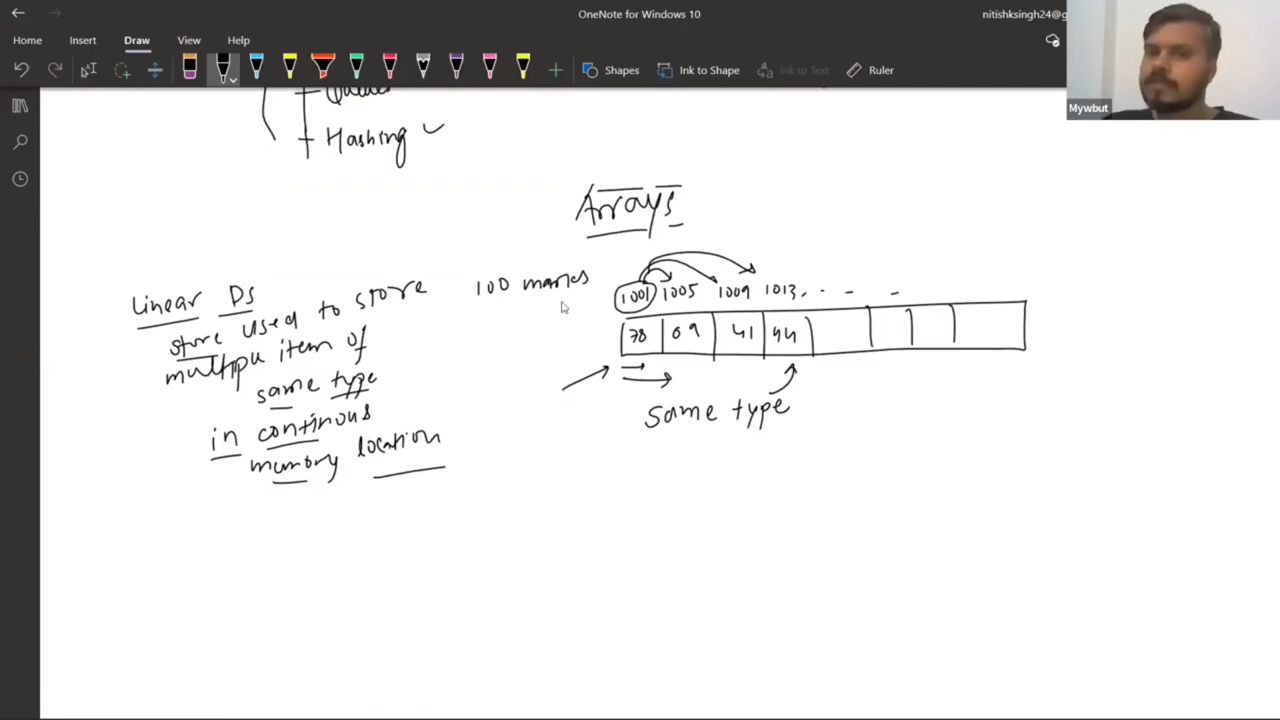 OneNote for Windows 10
nitishksingh24@g
Home Insert Draw View Help
Shapes Ink to Shape Ink to Text Ruler
Mywbut
Hashing
Arrays
Linear DS
store used to store
multiple item of
same type
in continous
memory location
100 marks
1001 1005 1009 1013, . . - -
78 69 41 44
same type